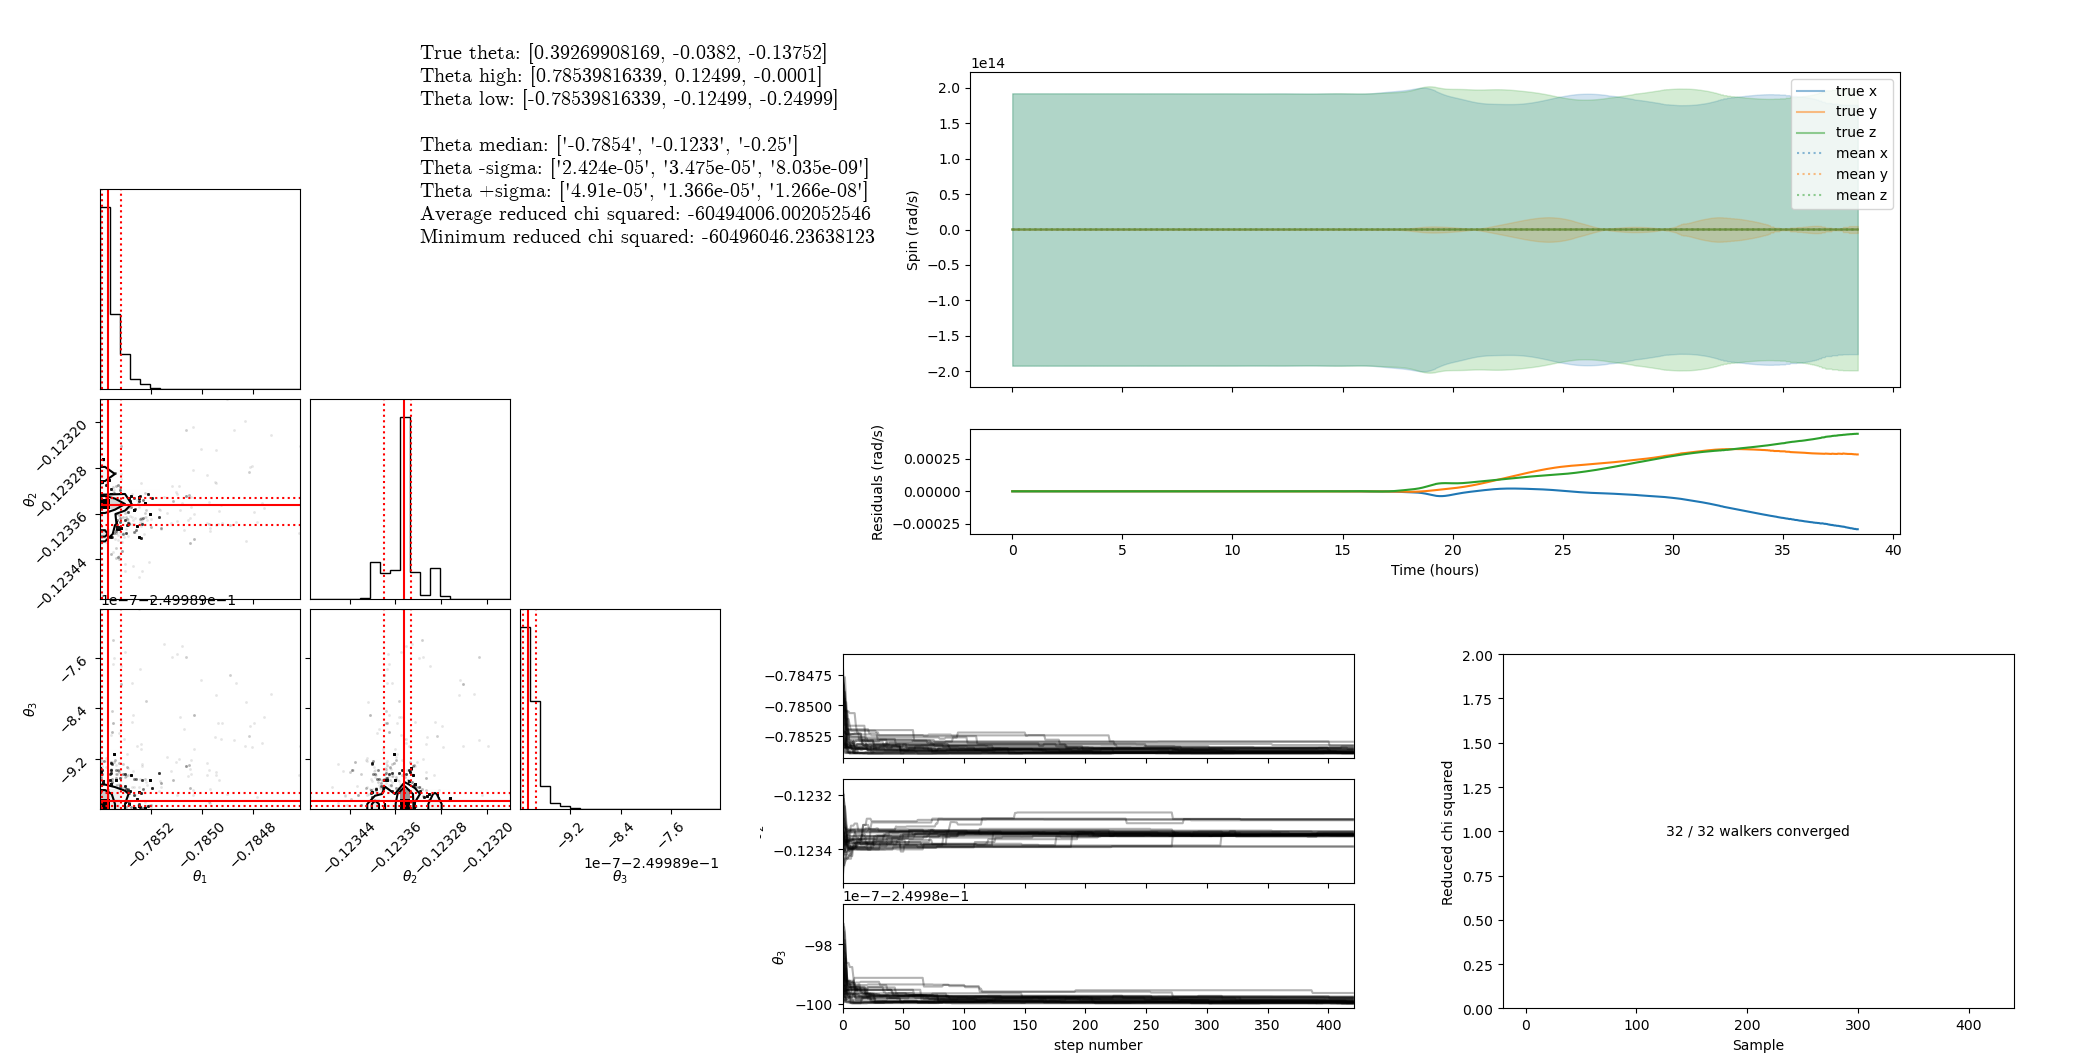 True theta: [0.39269908169, -0.0382, -0.13752]
Theta high: [0.78539816339, 0.12499, -0.0001]
Theta low: [-0.78539816339, -0.12499, -0.24999]
Theta median: ['-0.7854', '-0.1233', '-0.25']
Theta -sigma: ['2.424e-05', '3.475e-05', '8.035e-09']
Theta +sigma: ['4.91e-05', '1.366e-05', '1.266e-08']
Average reduced chi squared: -60494006.002052546
Minimum reduced chi squared: -60496046.23638123
1e14
2.0
1.5
1.0
0.5
0.0
−0.5
−1.0
−1.5
−2.0
Spin (rad/s)
true x
true y
true z
mean x
mean y
mean z
0.00025
0.00000
−0.00025
Residuals (rad/s)
0 5 10 15 20 25 30 35 40
Time (hours)
−0.12320
−0.12328
−0.12336
−0.12344
θ2
1e−7−2.49989e−1
−7.6
−8.4
−9.2
θ3
−0.7852 −0.7850 −0.7848
θ1
−0.12344 −0.12336 −0.12328 −0.12320
θ2
−9.2 −8.4 −7.6
1e−7−2.49989e−1
θ3
−0.78475
−0.78500
−0.78525
−0.1232
−0.1234
1e−7−2.4998e−1
−98
−100
θ3
0 50 100 150 200 250 300 350 400
step number
2.00
1.75
1.50
1.25
1.00
0.75
0.50
0.25
0.00
Reduced chi squared
32 / 32 walkers converged
0 100 200 300 400
Sample